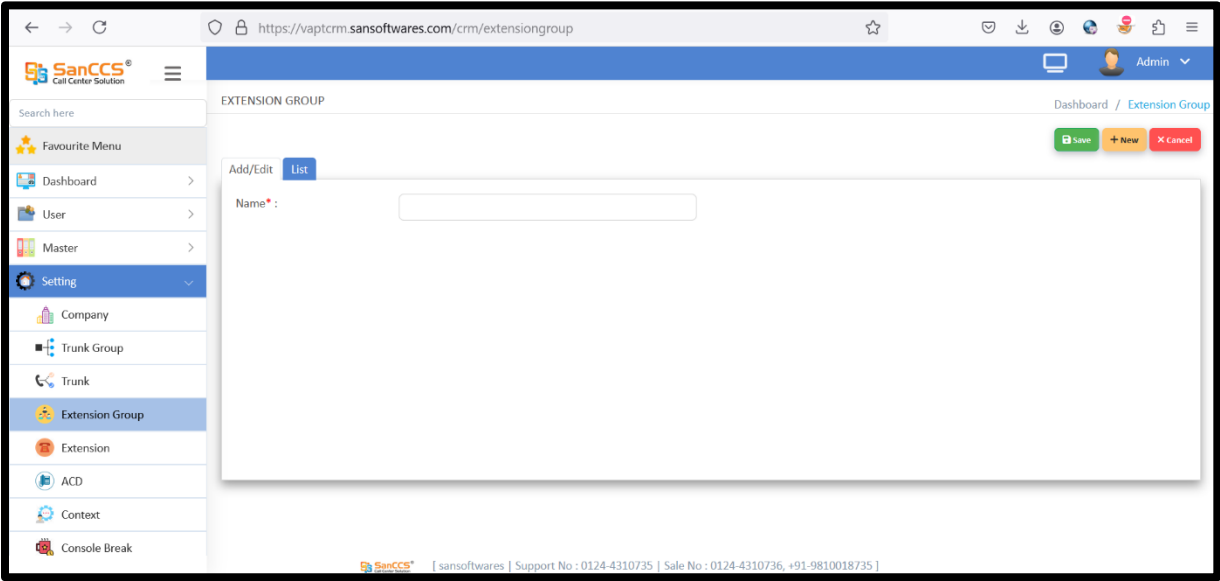 https://vaptcrm.sansoftwares.com/crm/extensiongroup
SanCCS®
Call Center Solution
Admin
Search here
EXTENSION GROUP
Dashboard / Extension Group
Favourite Menu
Save
+ New
× Cancel
Dashboard
Add/Edit
List
User
Name* :
Master
Setting
Company
Trunk Group
Trunk
Extension Group
Extension
ACD
Context
Console Break
SanCCS® [ sansoftwares | Support No : 0124-4310735 | Sale No : 0124-4310736, +91-9810018735 ]